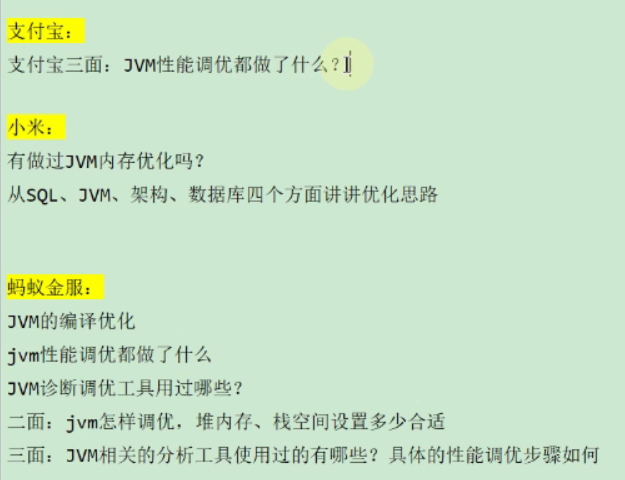 支付宝：
支付宝三面：JVM性能调优都做了什么？
小米：
有做过JVM内存优化吗？
从SQL、JVM、架构、数据库四个方面讲讲优化思路
蚂蚁金服：
JVM的编译优化
jvm性能调优都做了什么
JVM诊断调优工具用过哪些？
二面：jvm怎样调优，堆内存、栈空间设置多少合适
三面：JVM相关的分析工具使用过的有哪些？具体的性能调优步骤如何